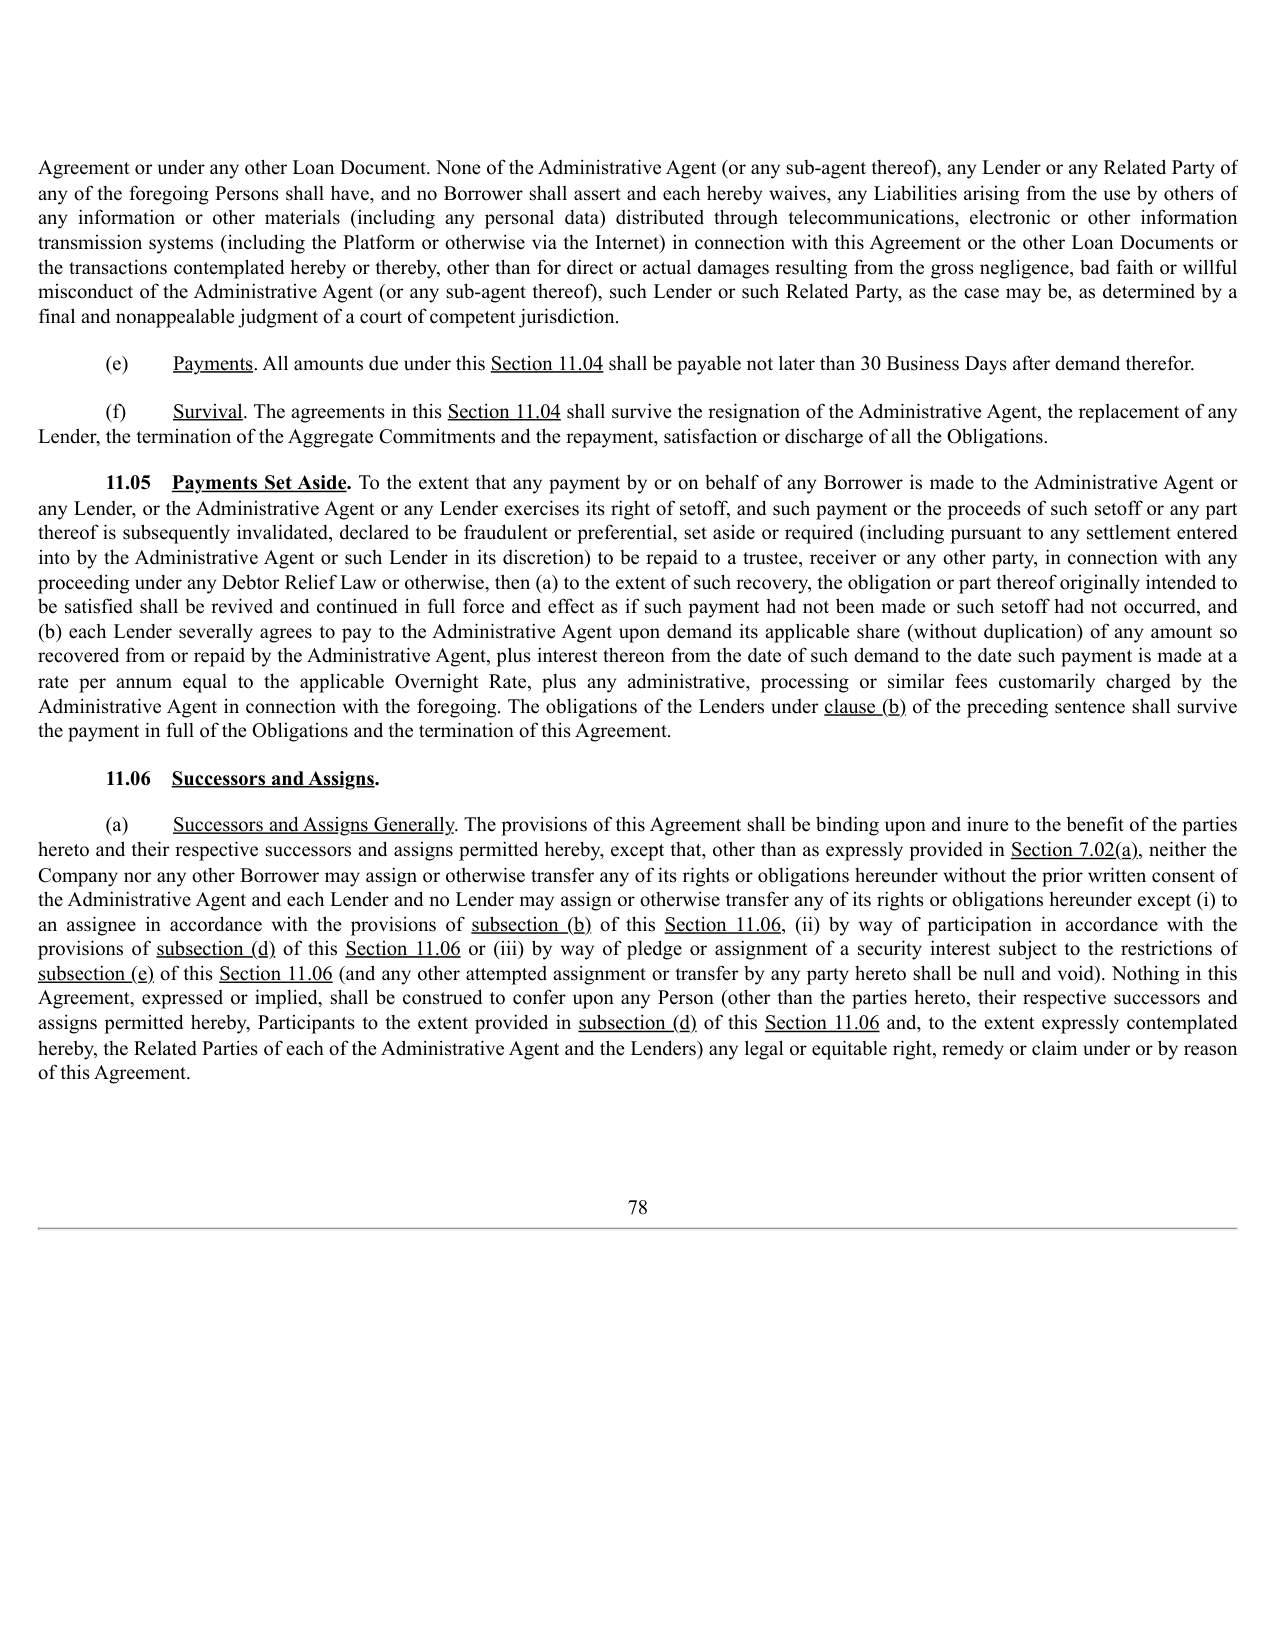 Agreement or under any other Loan Document. None of the Administrative Agent (or any sub-agent thereof), any Lender or any Related Party of
any of the foregoing Persons shall have, and no Borrower shall assert and each hereby waives, any Liabilities arising from the use by others of
any information or other materials (including any personal data) distributed through telecommunications, electronic or other information
transmission systems (including the Platform or otherwise via the Internet) in connection with this Agreement or the other Loan Documents or
the transactions contemplated hereby or thereby, other than for direct or actual damages resulting from the gross negligence, bad faith or willful
misconduct of the Administrative Agent (or any sub-agent thereof), such Lender or such Related Party, as the case may be, as determined by a
final and nonappealable judgment of a court of competent jurisdiction.
(e) Payments. All amounts due under this Section 11.04 shall be payable not later than 30 Business Days after demand therefor.
(f) Survival. The agreements in this Section 11.04 shall survive the resignation of the Administrative Agent, the replacement of any
Lender, the termination of the Aggregate Commitments and the repayment, satisfaction or discharge of all the Obligations.
11.05 Payments Set Aside. To the extent that any payment by or on behalf of any Borrower is made to the Administrative Agent or
any Lender, or the Administrative Agent or any Lender exercises its right of setoff, and such payment or the proceeds of such setoff or any part
thereof is subsequently invalidated, declared to be fraudulent or preferential, set aside or required (including pursuant to any settlement entered
into by the Administrative Agent or such Lender in its discretion) to be repaid to a trustee, receiver or any other party, in connection with any
proceeding under any Debtor Relief Law or otherwise, then (a) to the extent of such recovery, the obligation or part thereof originally intended to
be satisfied shall be revived and continued in full force and effect as if such payment had not been made or such setoff had not occurred, and
(b) each Lender severally agrees to pay to the Administrative Agent upon demand its applicable share (without duplication) of any amount so
recovered from or repaid by the Administrative Agent, plus interest thereon from the date of such demand to the date such payment is made at a
rate per annum equal to the applicable Overnight Rate, plus any administrative, processing or similar fees customarily charged by the
Administrative Agent in connection with the foregoing. The obligations of the Lenders under clause (b) of the preceding sentence shall survive
the payment in full of the Obligations and the termination of this Agreement.
11.06 Successors and Assigns.
(a) Successors and Assigns Generally. The provisions of this Agreement shall be binding upon and inure to the benefit of the parties
hereto and their respective successors and assigns permitted hereby, except that, other than as expressly provided in Section 7.02(a), neither the
Company nor any other Borrower may assign or otherwise transfer any of its rights or obligations hereunder without the prior written consent of
the Administrative Agent and each Lender and no Lender may assign or otherwise transfer any of its rights or obligations hereunder except (i) to
an assignee in accordance with the provisions of subsection (b) of this Section 11.06, (ii) by way of participation in accordance with the
provisions of subsection (d) of this Section 11.06 or (iii) by way of pledge or assignment of a security interest subject to the restrictions of
subsection (e) of this Section 11.06 (and any other attempted assignment or transfer by any party hereto shall be null and void). Nothing in this
Agreement, expressed or implied, shall be construed to confer upon any Person (other than the parties hereto, their respective successors and
assigns permitted hereby, Participants to the extent provided in subsection (d) of this Section 11.06 and, to the extent expressly contemplated
hereby, the Related Parties of each of the Administrative Agent and the Lenders) any legal or equitable right, remedy or claim under or by reason
of this Agreement.
78